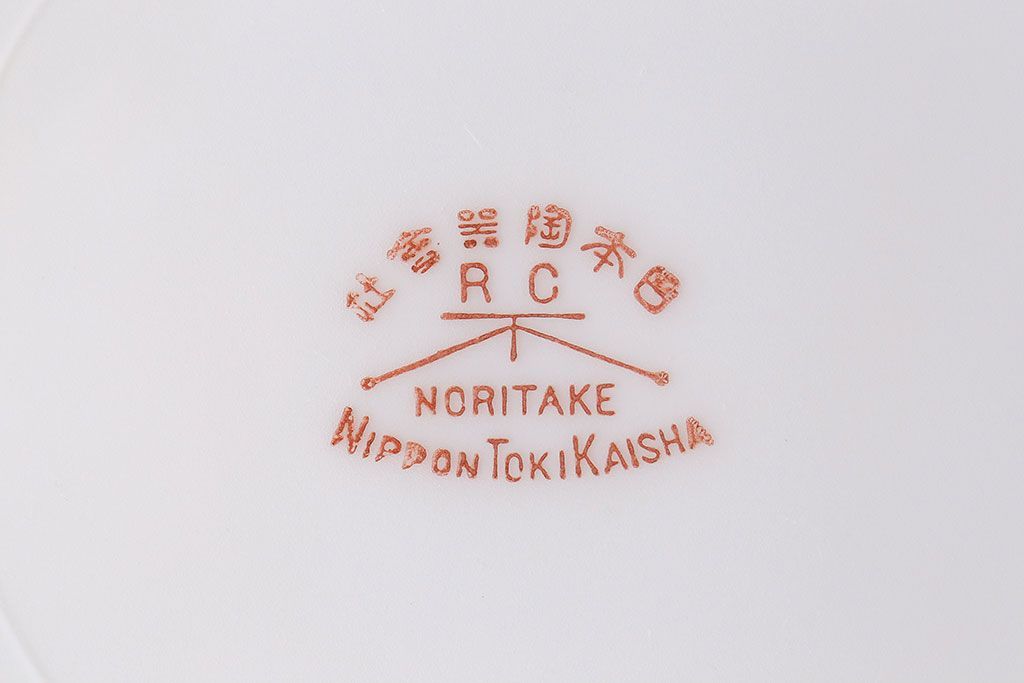 日本陶器會社
R C
NORITAKE
NIPPON TOKI KAISHA